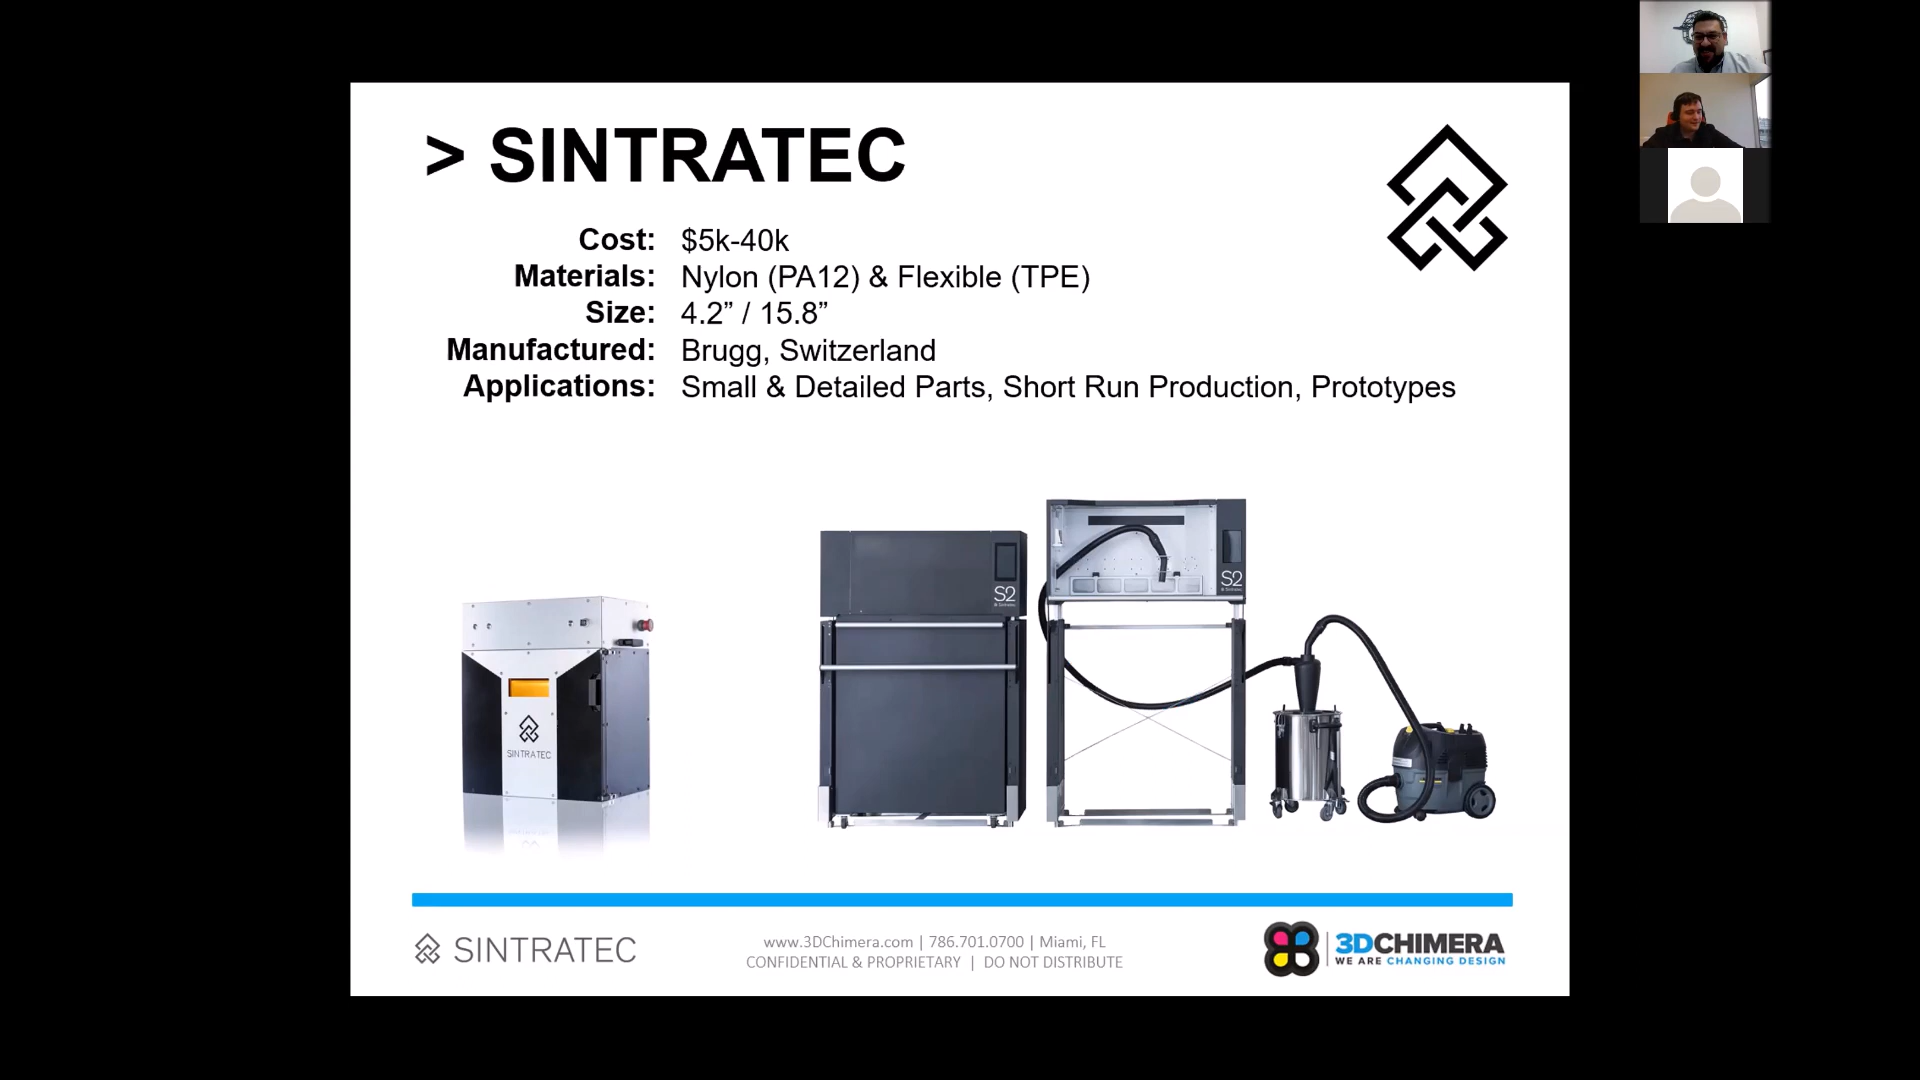 > SINTRATEC
Cost: $5k-40k
Materials: Nylon (PA12) & Flexible (TPE)
Size: 4.2” / 15.8”
Manufactured: Brugg, Switzerland
Applications: Small & Detailed Parts, Short Run Production, Prototypes
S2
S2
SINTRATEC
SINTRATEC
www.3DChimera.com | 786.701.0700 | Miami, FL
CONFIDENTIAL & PROPRIETARY | DO NOT DISTRIBUTE
3DCHIMERA
WE ARE CHANGING DESIGN